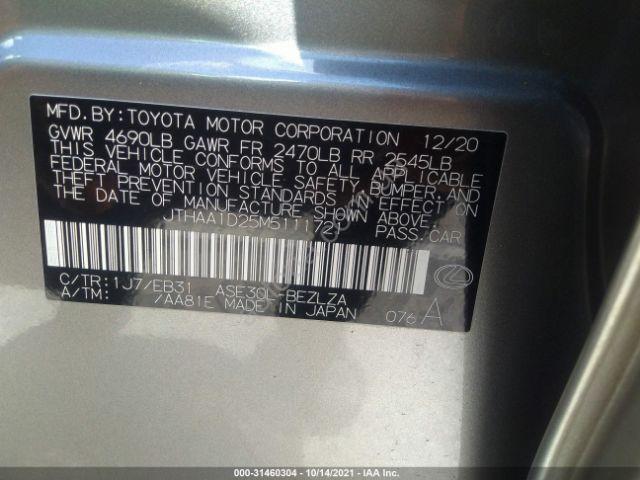 MFD.BY:TOYOTA MOTOR CORPORATION 12/20
GVWR 4690LB GAWR FR 2470LB RR 2545LB
THIS VEHICLE CONFORMS TO ALL APPLICABLE
FEDERAL MOTOR VEHICLE SAFETY, BUMPER, AND
THEFT PREVENTION STANDARDS IN EFFECT ON
THE DATE OF MANUFACTURE SHOWN ABOVE.
JTHAA1D25M5111721 PASS.CAR
C/TR:1J7/EB31 ASE30L-BEZLZA
A/TM: /AA81E MADE IN JAPAN 076 A
000-31460304 - 10/14/2021 - IAA Inc.